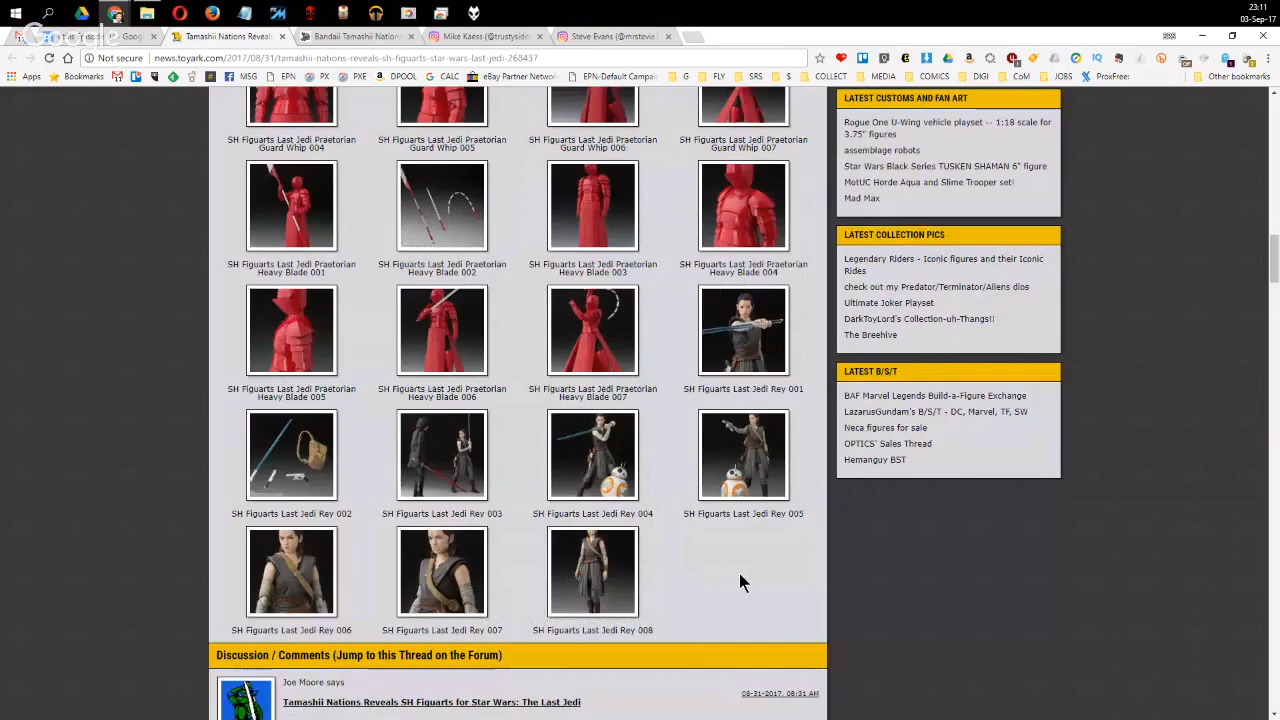 23:11
03-Sep-17
Google
Tamashii Nations Reveals
Bandaii Tamashii Nations
Mike Kaess (@trustyside
Steve Evans (@mrstevie1
Not secure
news.toyark.com/2017/08/31/tamashii-nations-reveals-sh-figuarts-star-wars-last-jedi-268437
Apps
Bookmarks
MSG
EPN
PX
PXE
DPOOL
CALC
eBay Partner Network
EPN-Default Campai
G
FLY
SRS
S
COLLECT
MEDIA
COMICS
DIGI
CoM
JOBS
ProxFree
Other bookmarks
SH Figuarts Last Jedi Praetorian
Guard Whip 004
SH Figuarts Last Jedi Praetorian
Guard Whip 005
SH Figuarts Last Jedi Praetorian
Guard Whip 006
SH Figuarts Last Jedi Praetorian
Guard Whip 007
SH Figuarts Last Jedi Praetorian
Heavy Blade 001
SH Figuarts Last Jedi Praetorian
Heavy Blade 002
SH Figuarts Last Jedi Praetorian
Heavy Blade 003
SH Figuarts Last Jedi Praetorian
Heavy Blade 004
SH Figuarts Last Jedi Praetorian
Heavy Blade 005
SH Figuarts Last Jedi Praetorian
Heavy Blade 006
SH Figuarts Last Jedi Praetorian
Heavy Blade 007
SH Figuarts Last Jedi Rey 001
SH Figuarts Last Jedi Rey 002
SH Figuarts Last Jedi Rey 003
SH Figuarts Last Jedi Rey 004
SH Figuarts Last Jedi Rey 005
SH Figuarts Last Jedi Rey 006
SH Figuarts Last Jedi Rey 007
SH Figuarts Last Jedi Rey 008
Discussion / Comments (Jump to this Thread on the Forum)
Joe Moore says
08-31-2017, 08:31 AM
Tamashii Nations Reveals SH Figuarts for Star Wars: The Last Jedi
LATEST CUSTOMS AND FAN ART
Rogue One U-Wing vehicle playset -- 1:18 scale for
3.75" figures
assemblage robots
Star Wars Black Series TUSKEN SHAMAN 6" figure
MotUC Horde Aqua and Slime Trooper set!
Mad Max
LATEST COLLECTION PICS
Legendary Riders - Iconic figures and their Iconic
Rides
check out my Predator/Terminator/Aliens dios
Ultimate Joker Playset
DarkToyLord's Collection-uh-Thangs!!
The Breehive
LATEST B/S/T
BAF Marvel Legends Build-a-Figure Exchange
LazarusGundam's B/S/T - DC, Marvel, TF, SW
Neca figures for sale
OPTICS' Sales Thread
Hemanguy BST